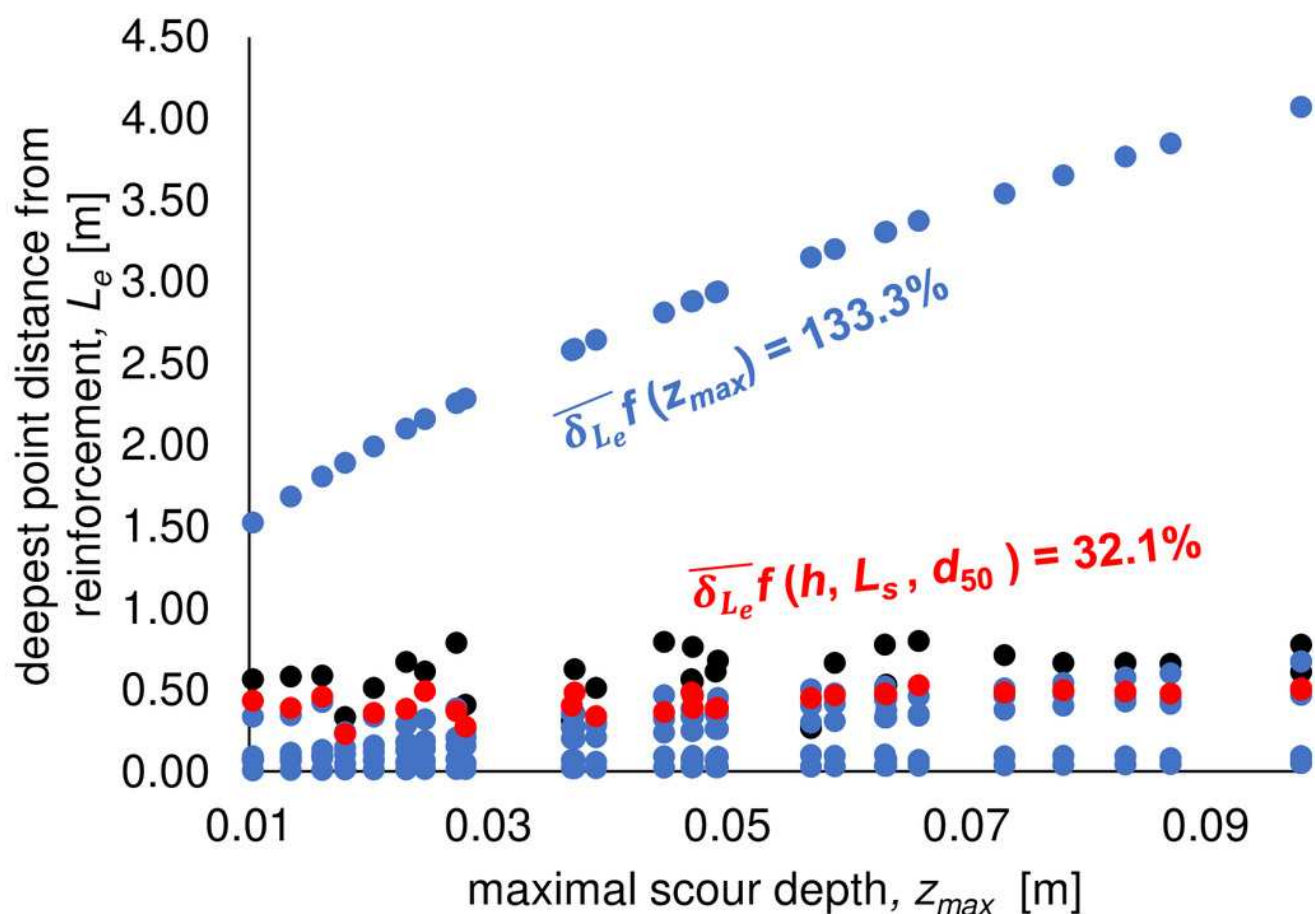 4.50
4.00
3.50
3.00
2.50
2.00
1.50
1.00
0.50
0.00
deepest point distance from
reinforcement, Le [m]
δLe f (zmax) = 133.3%
δLe f (h, Ls , d50 ) = 32.1%
0.01 0.03 0.05 0.07 0.09
maximal scour depth, zmax [m]